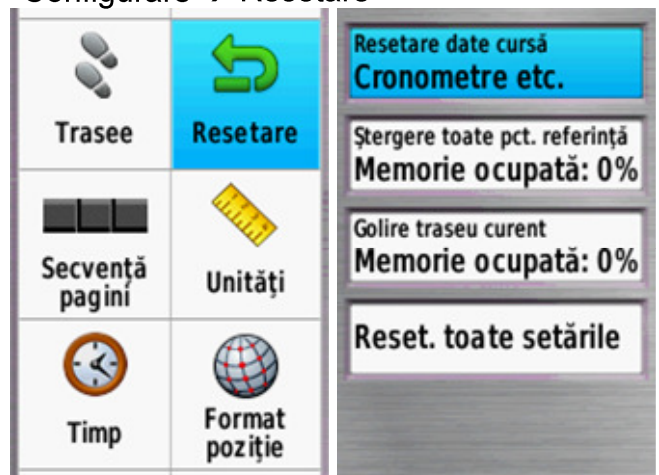 Configurare → Resetare
Trasee
Resetare
Secvență
pagini
Unități
Timp
Format
poziție
Resetare date cursă
Cronometre etc.
Ștergere toate pct. referință
Memorie ocupată: 0%
Golire traseu curent
Memorie ocupată: 0%
Reset. toate setările